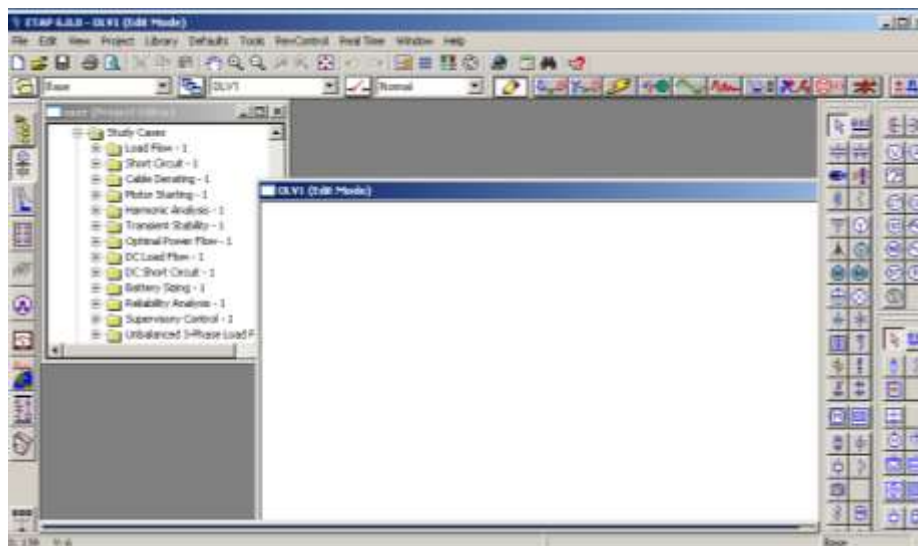 ETAP 6.0.0 - OLV1 (Edit Mode)
File Edit View Project Library Defaults Tools RevControl Real Time Window Help
Base OLV1 Normal
Study Cases
Load Flow - 1
Short Circuit - 1
Cable Derating - 1
Motor Starting - 1
Harmonic Analysis - 1
Transient Stability - 1
Optimal Power Flow - 1
DC Load Flow - 1
DC Short Circuit - 1
Battery Sizing - 1
Reliability Analysis - 1
Supervisory Control - 1
Unbalanced 3-Phase Load F
OLV1 (Edit Mode)
Base